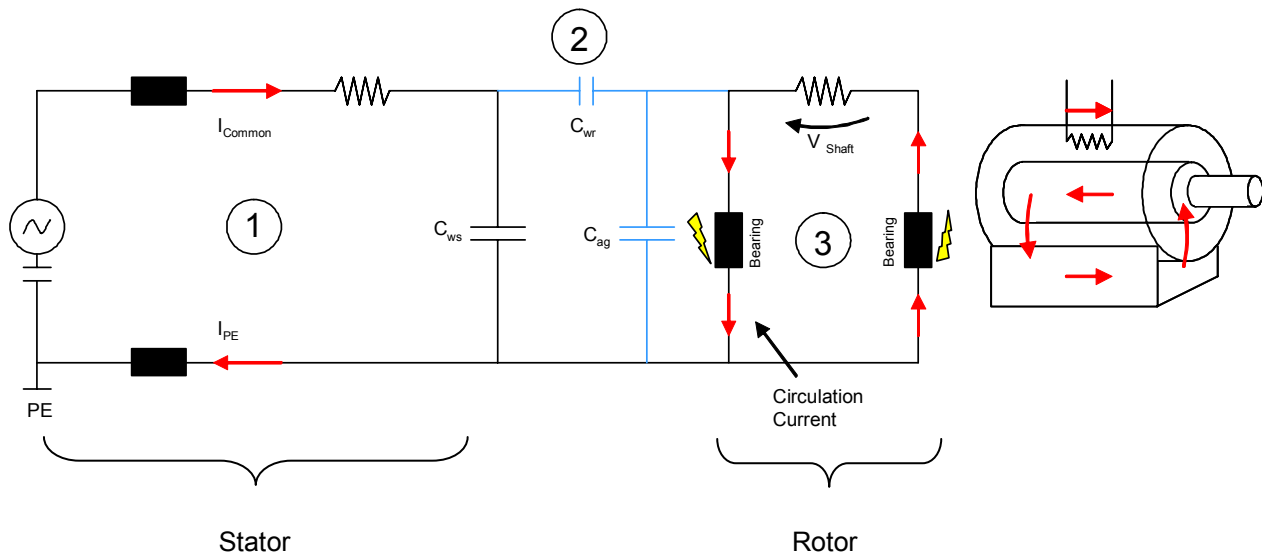 2
I Common
C wr
V Shaft
1
C ws
C ag
Bearing
3
Bearing
I PE
PE
Circulation
Current
Stator
Rotor